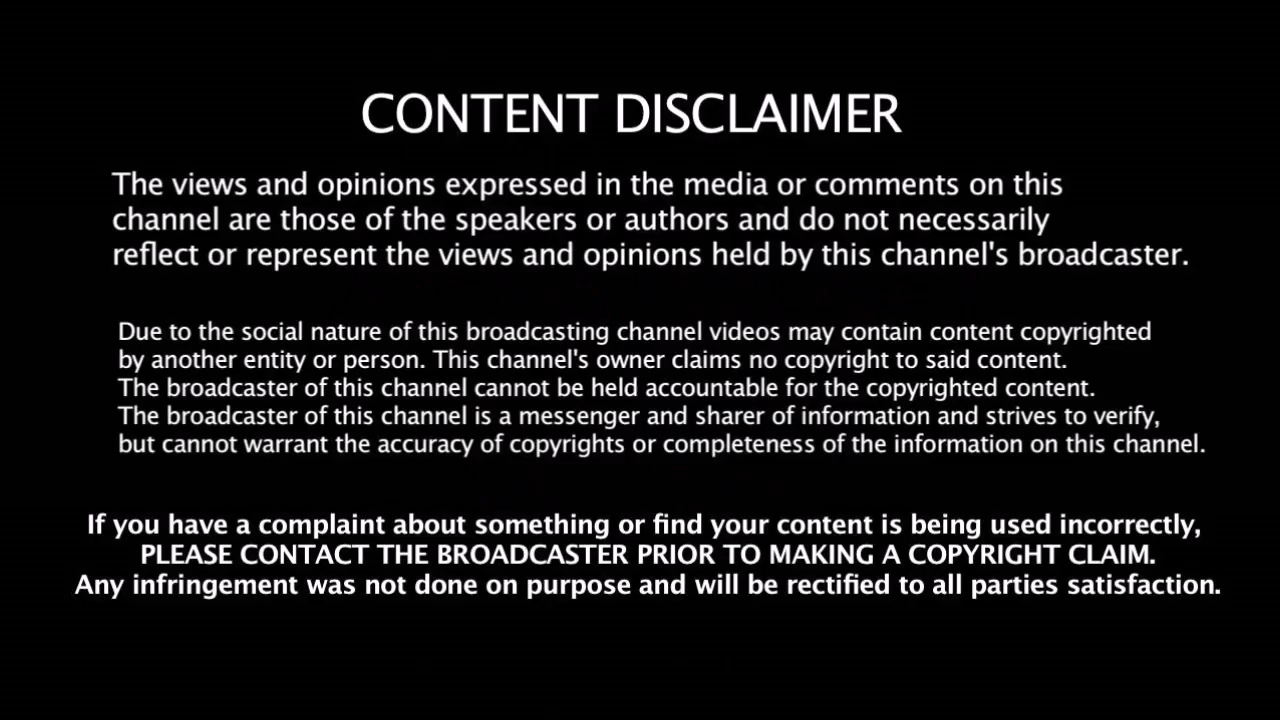 CONTENT DISCLAIMER
The views and opinions expressed in the media or comments on this
channel are those of the speakers or authors and do not necessarily
reflect or represent the views and opinions held by this channel's broadcaster.
Due to the social nature of this broadcasting channel videos may contain content copyrighted
by another entity or person. This channel's owner claims no copyright to said content.
The broadcaster of this channel cannot be held accountable for the copyrighted content.
The broadcaster of this channel is a messenger and sharer of information and strives to verify,
but cannot warrant the accuracy of copyrights or completeness of the information on this channel.
If you have a complaint about something or find your content is being used incorrectly,
PLEASE CONTACT THE BROADCASTER PRIOR TO MAKING A COPYRIGHT CLAIM.
Any infringement was not done on purpose and will be rectified to all parties satisfaction.